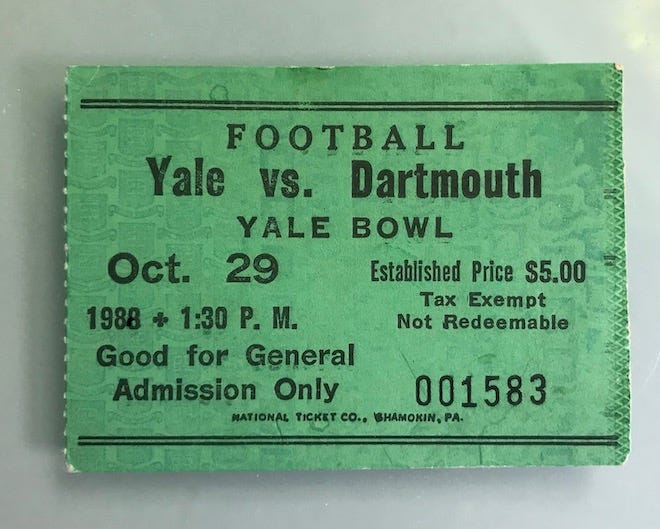 FOOTBALL
Yale vs. Dartmouth
YALE BOWL
Oct. 29
Established Price $5.00
Tax Exempt
Not Redeemable
1988 + 1:30 P. M.
Good for General
Admission Only
001583
NATIONAL TICKET CO., SHAMOKIN, PA.